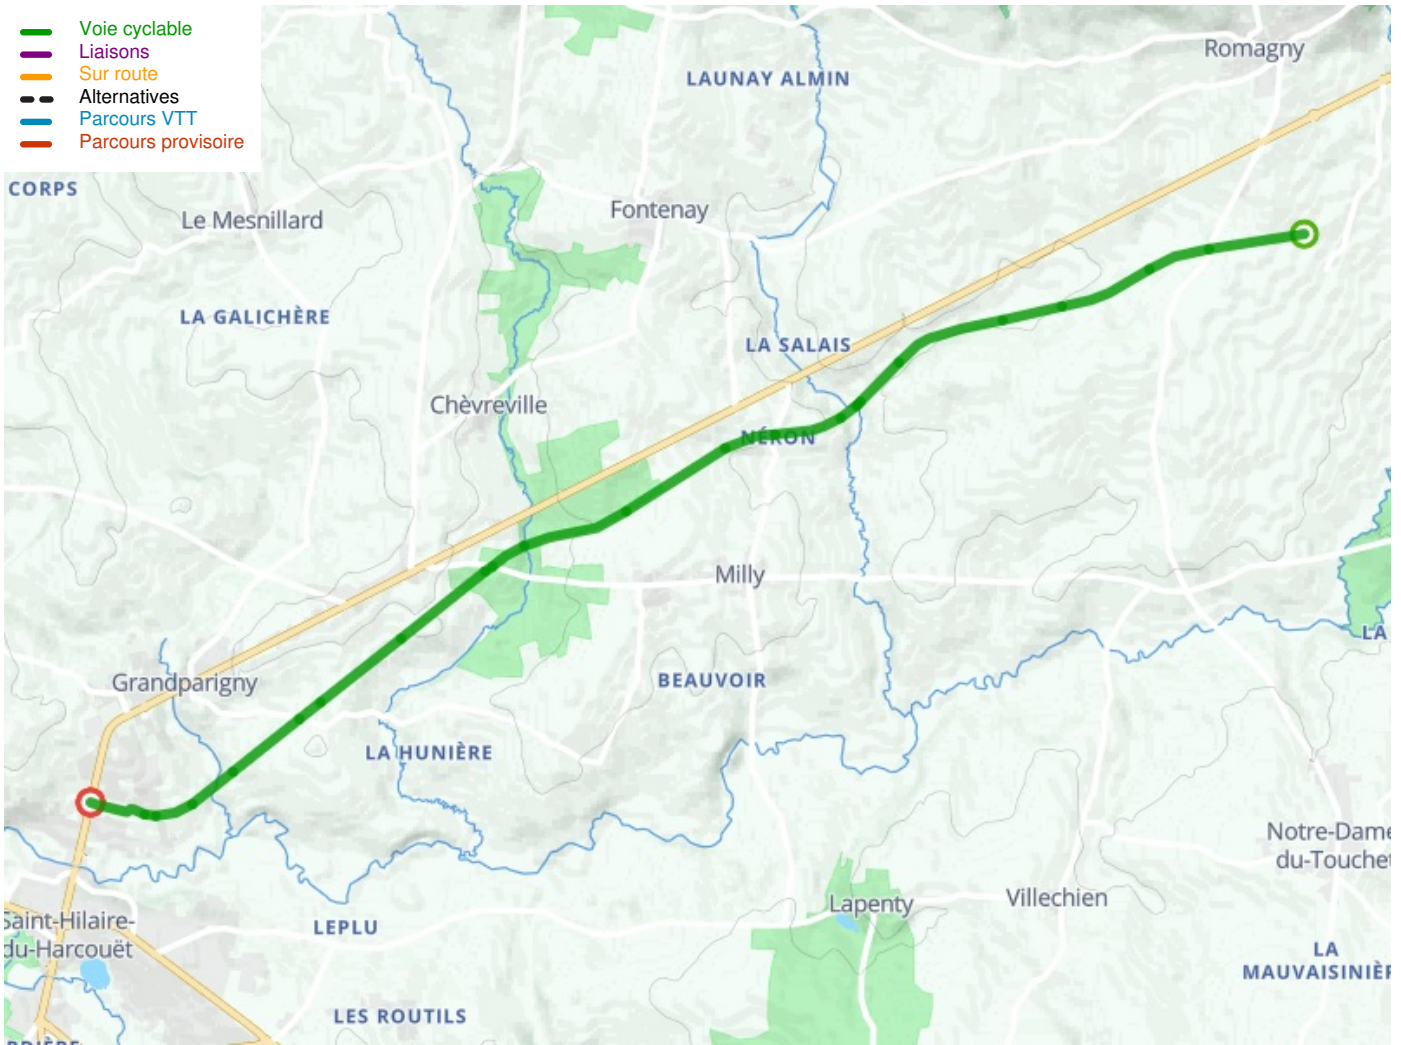 Voie cyclable
Liaisons
Sur route
Alternatives
Parcours VTT
Parcours provisoire
Romagny
LAUNAY ALMIN
CORPS
Le Mesnillard
Fontenay
LA GALICHÈRE
LA SALAIS
Chèvreville
NÉRON
Milly
LA
Grandparigny
BEAUVOIR
LA HUNIÈRE
Notre-Dame
du-Touchet
Villechien
Lapenty
Saint-Hilaire-
du-Harcouët
LEPLU
LA
MAUVAISINIÈR
LES ROUTILS